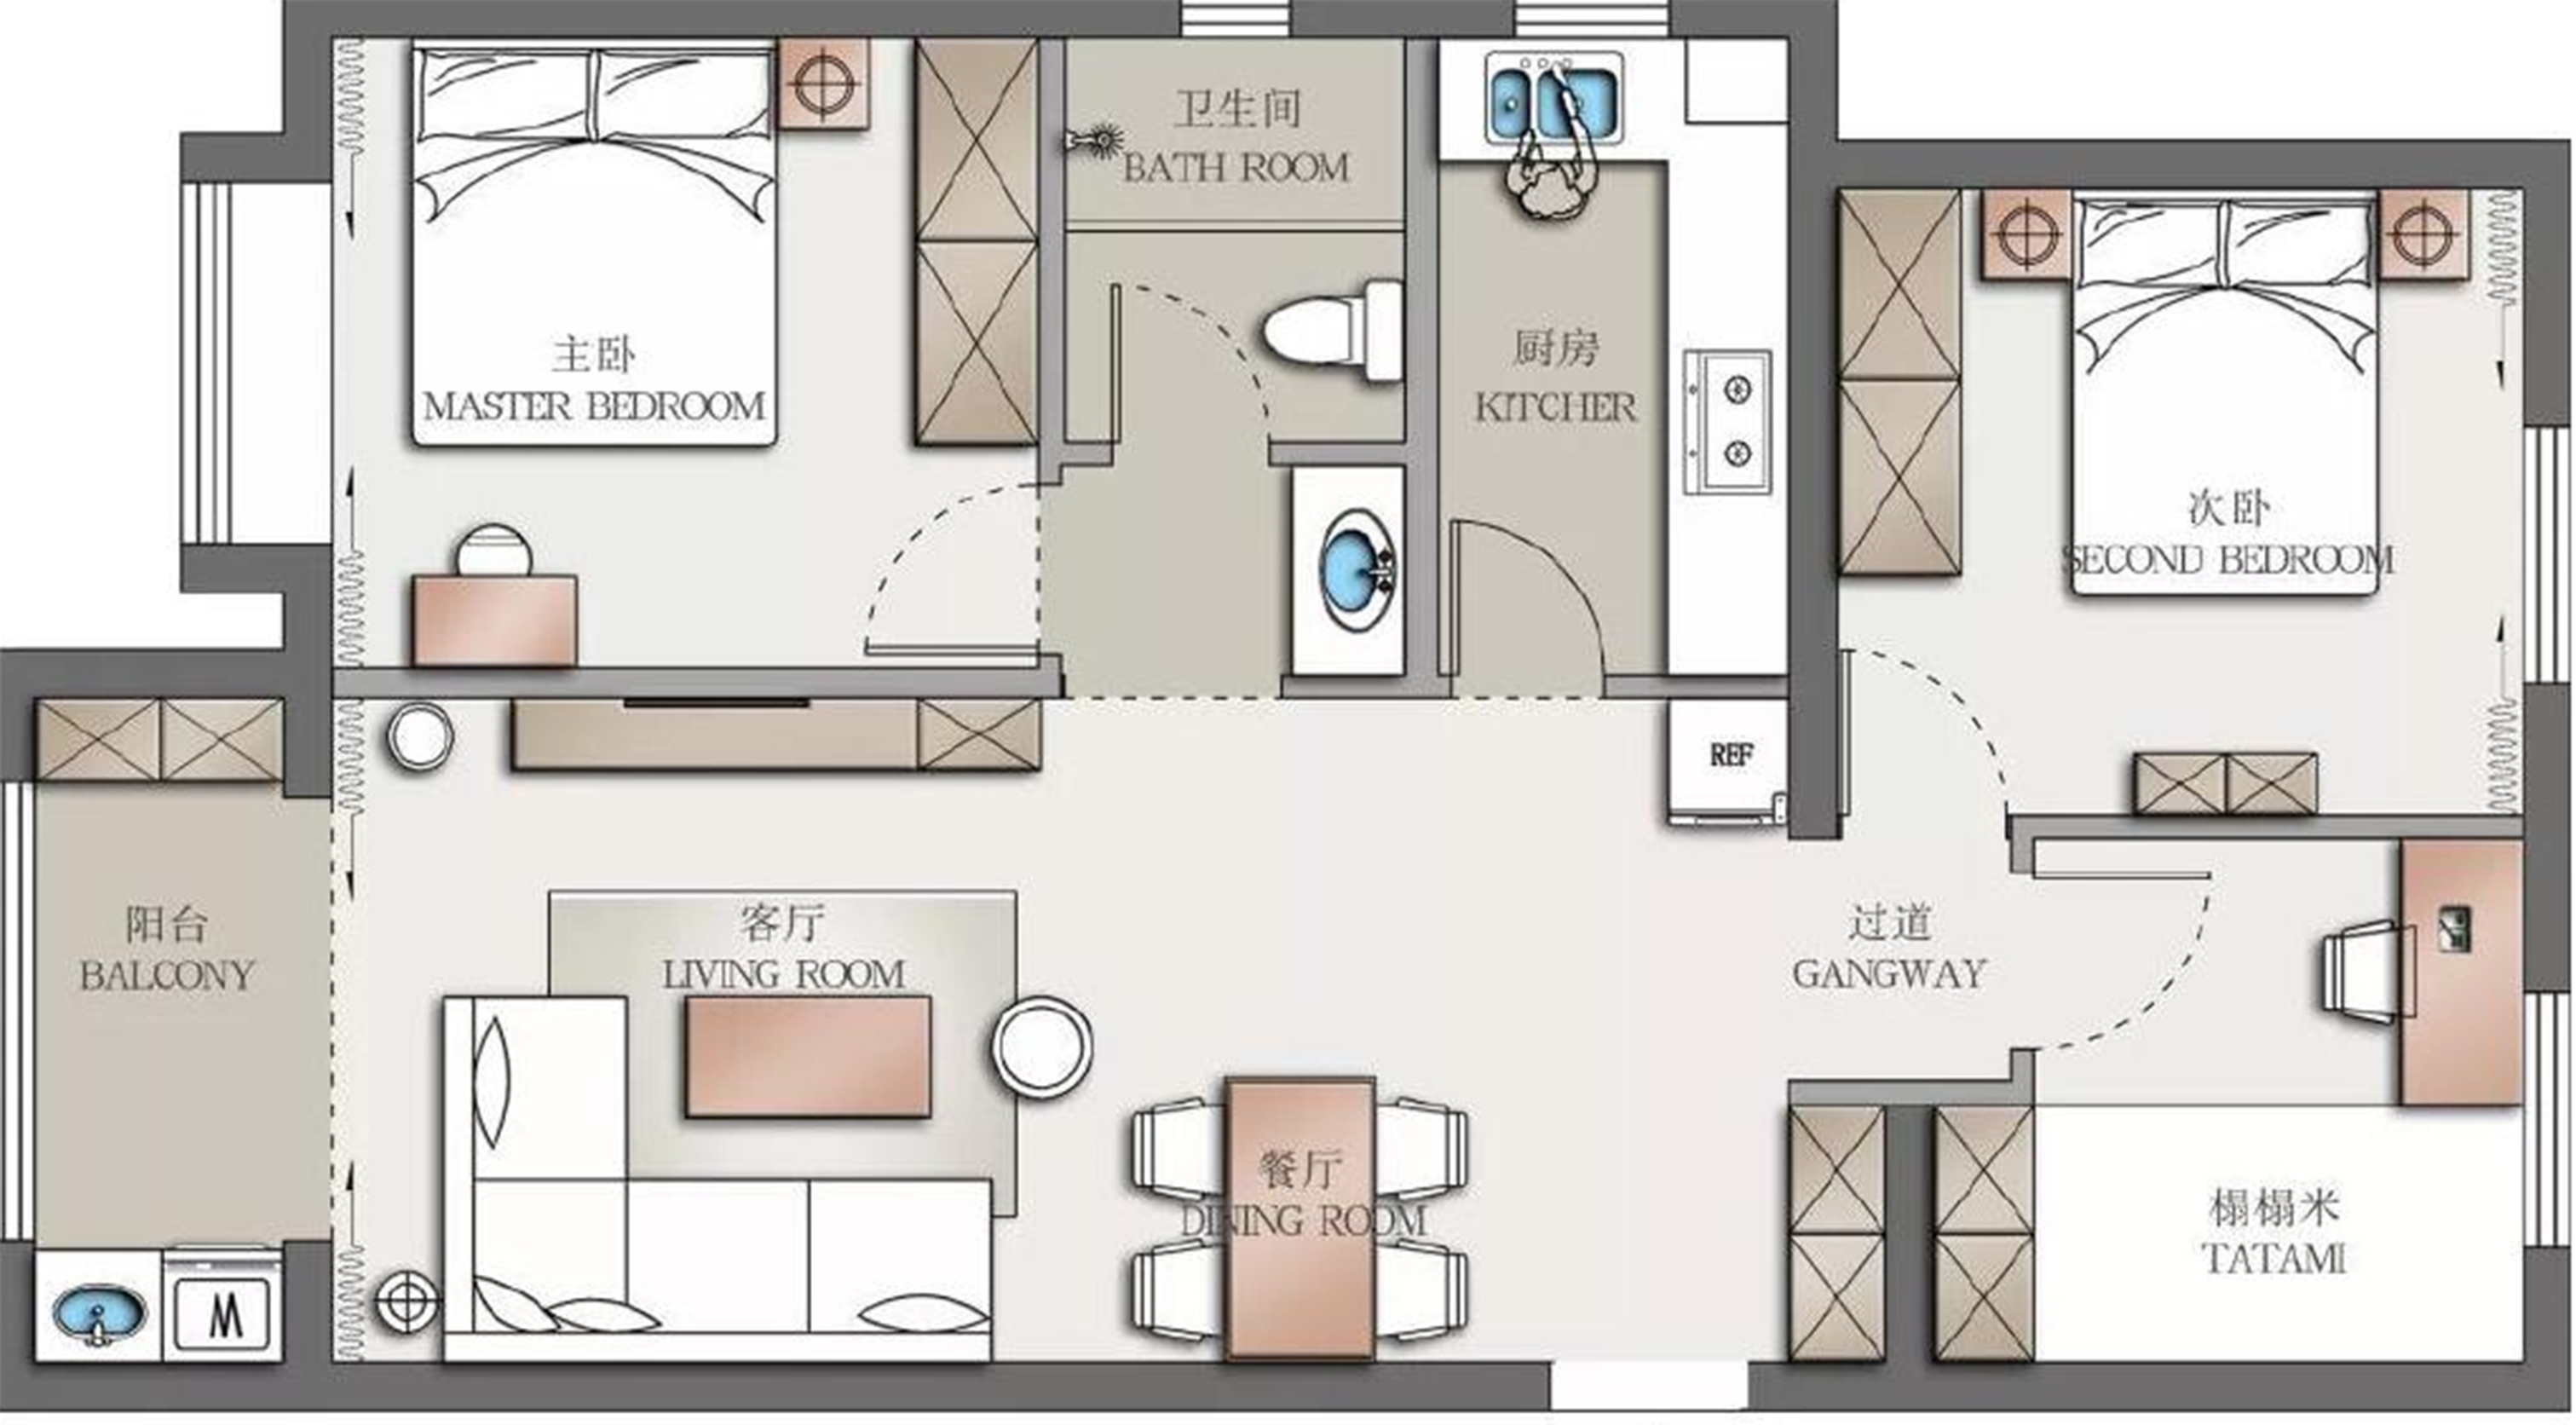 卫生间
BATH ROOM
主卧
MASTER BEDROOM
厨房
KITCHER
次卧
SECOND BEDROOM
REF
阳台
BALCONY
客厅
LIVING ROOM
过道
GANGWAY
餐厅
DINING ROOM
榻榻米
TATAMI
M